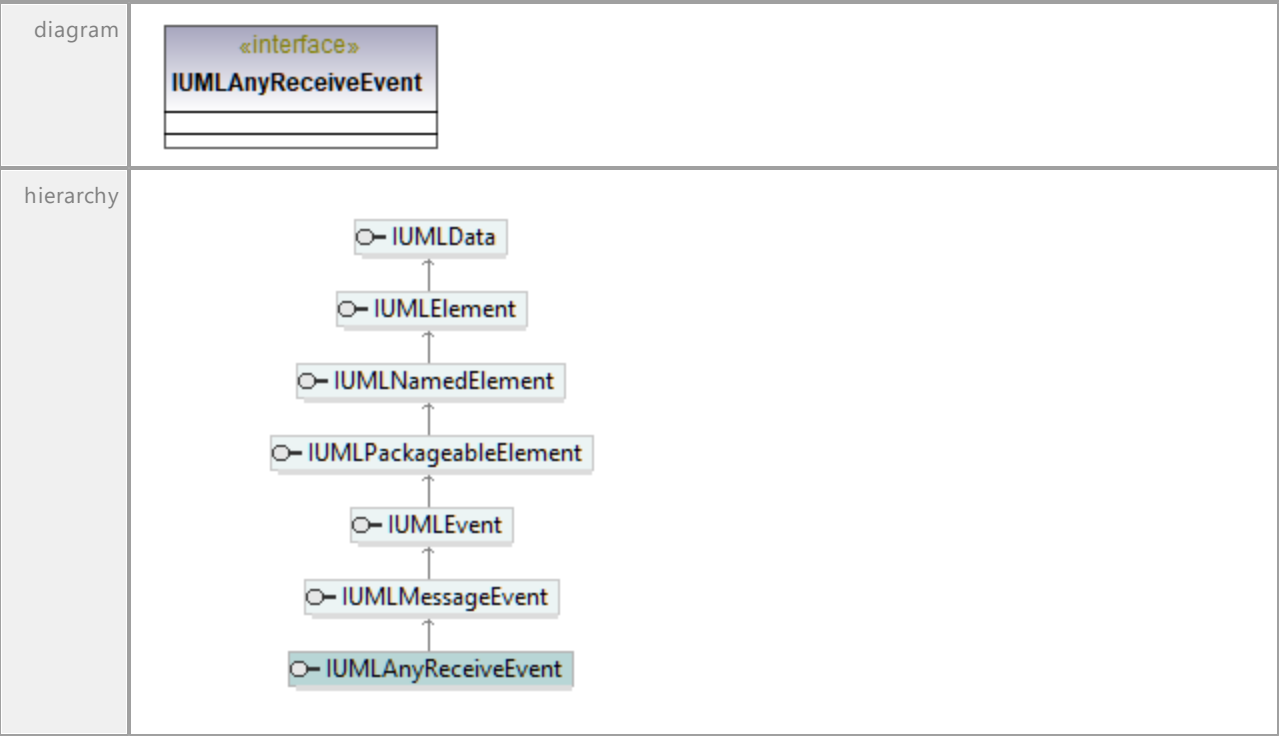 diagram
«interface»
IUMLAnyReceiveEvent
hierarchy
IUMLData
IUMLElement
IUMLNamedElement
IUMLPackageableElement
IUMLEvent
IUMLMessageEvent
IUMLAnyReceiveEvent